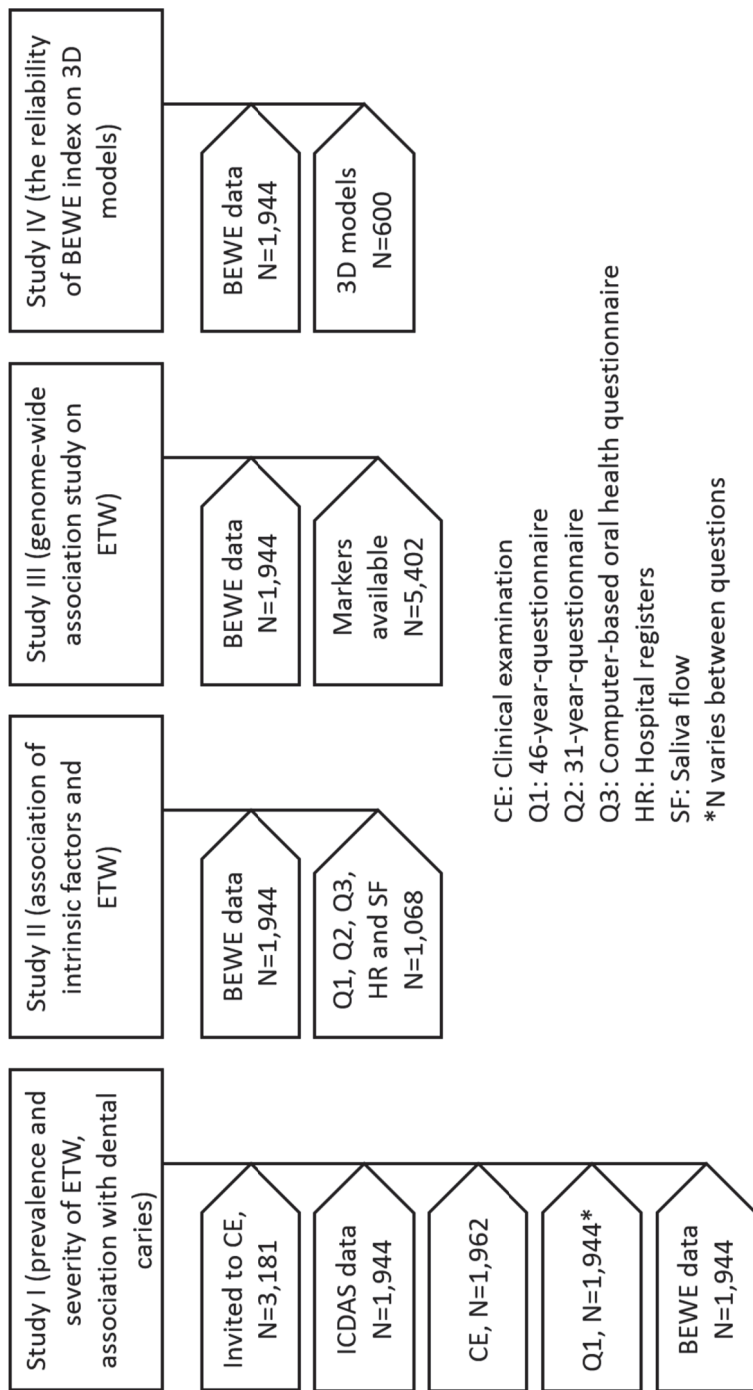 Study I (prevalence and
severity of ETW,
association with dental
caries)
Invited to CE,
N=3,181
ICDAS data
N=1,944
CE, N=1,962
Q1, N=1,944*
BEWE data
N=1,944
Study II (association of
intrinsic factors and
ETW)
BEWE data
N=1,944
Q1, Q2, Q3,
HR and SF
N=1,068
Study III (genome-wide
association study on
ETW)
BEWE data
N=1,944
Markers
available
N=5,402
Study IV (the reliability
of BEWE index on 3D
models)
BEWE data
N=1,944
3D models
N=600
CE: Clinical examination
Q1: 46-year-questionnaire
Q2: 31-year-questionnaire
Q3: Computer-based oral health questionnaire
HR: Hospital registers
SF: Saliva flow
*N varies between questions